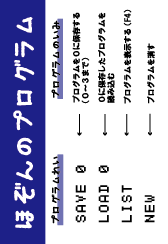 ほぞんのプログラム
プログラムれい
プログラムのいみ
SAVE 0 ← プログラムを0に保存する
(0~3まで)
LOAD 0 ← 0に保存したプログラムを
読み込む
LIST ← プログラムを表示する (F4)
NEW ← プログラムを消す